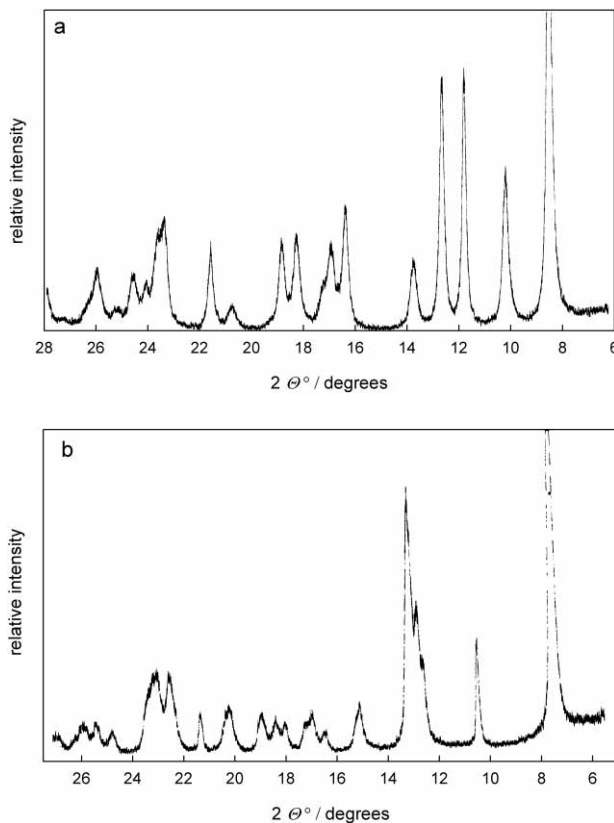 a
relative intensity
28 26 24 22 20 18 16 14 12 10 8 6
2 Θ° / degrees
b
relative intensity
26 24 22 20 18 16 14 12 10 8 6
2 Θ° / degrees